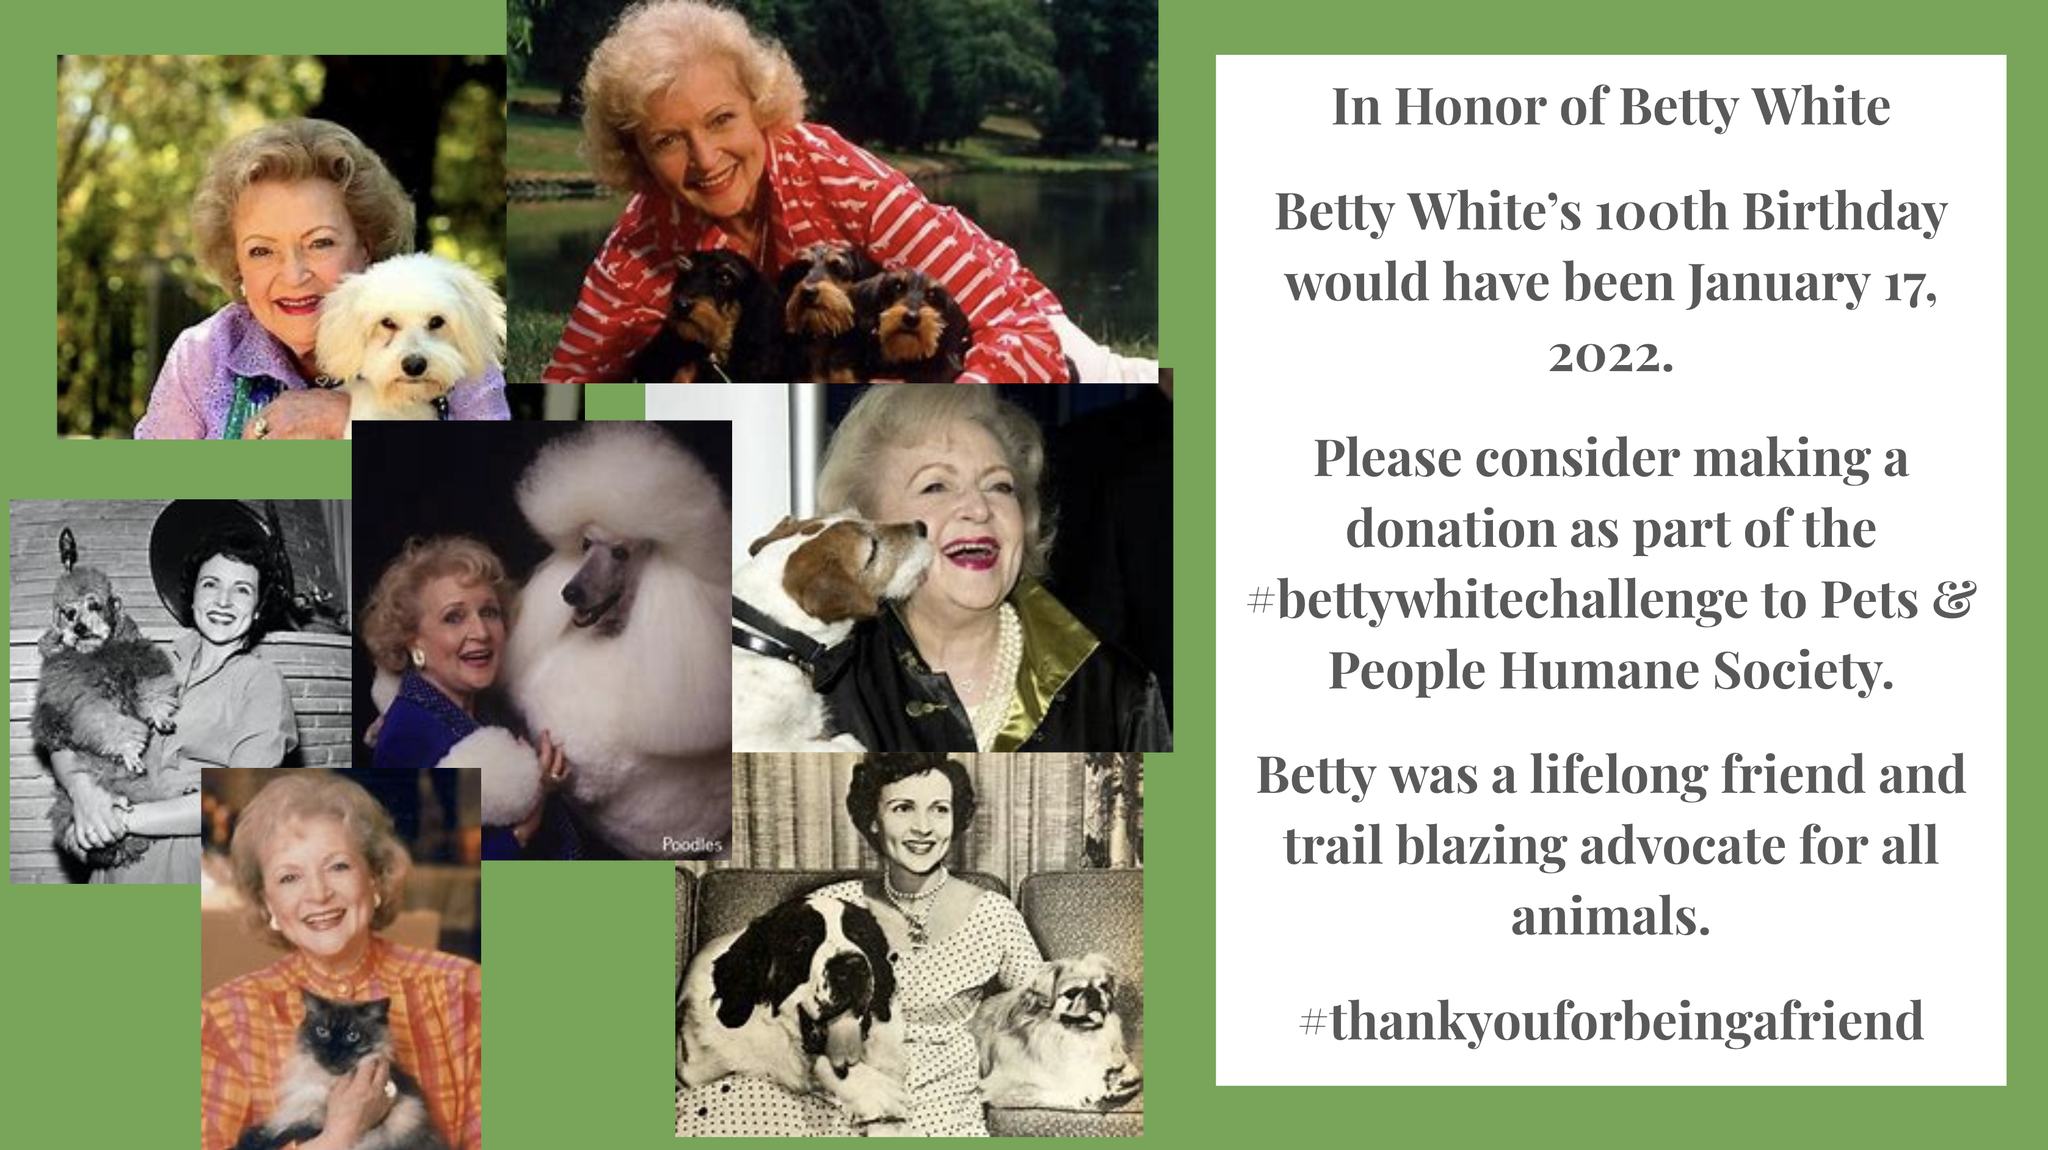 In Honor of Betty White
Betty White’s 100th Birthday
would have been January 17,
2022.
Please consider making a
donation as part of the
#bettywhitechallenge to Pets &
People Humane Society.
Betty was a lifelong friend and
trail blazing advocate for all
animals.
#thankyouforbeingafriend
Poodles